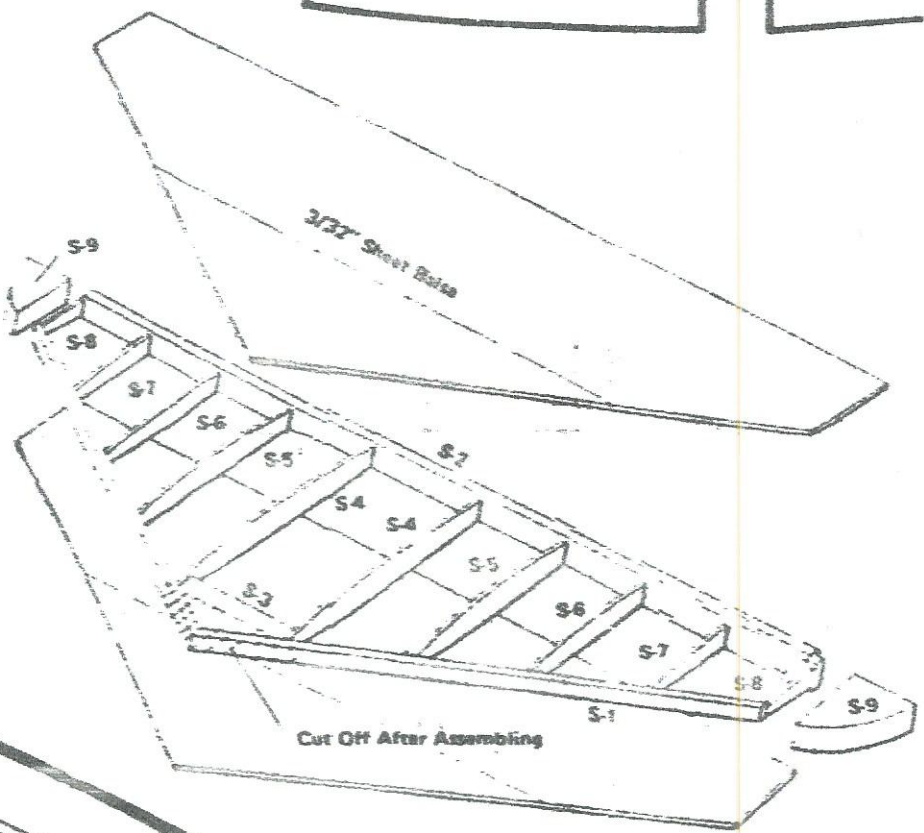 3/32" Sheet Balsa
S-9
S-8
S-7
S-6
S-5
S-4
S-2
S-4
S-5
S-3
S-6
S-7
S-8
S-9
S-1
Cut Off After Assembling